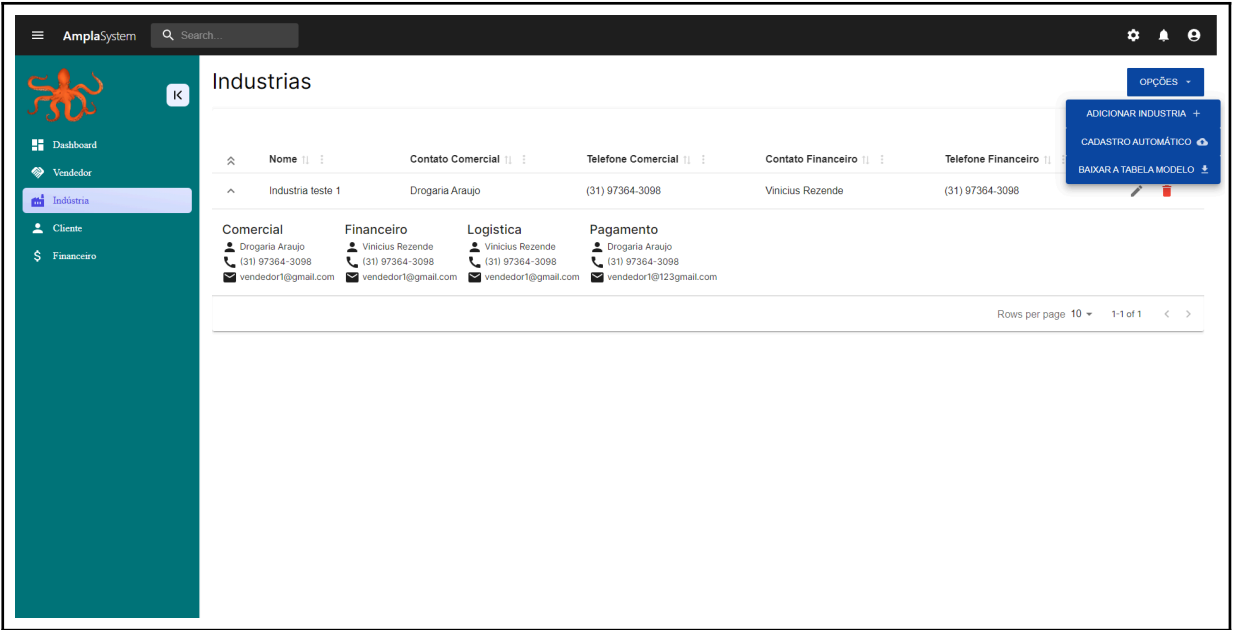 AmplaSystem
Search...
Industrias
OPÇÕES
ADICIONAR INDUSTRIA +
CADASTRO AUTOMÁTICO
BAIXAR A TABELA MODELO
Dashboard
Vendedor
Indústria
Cliente
Financeiro
Nome Contato Comercial Telefone Comercial Contato Financeiro Telefone Financeiro
Industria teste 1 Drogaria Araujo (31) 97364-3098 Vinicius Rezende (31) 97364-3098
Comercial Financeiro Logistica Pagamento
Drogaria Araujo Vinicius Rezende Vinicius Rezende Drogaria Araujo
(31) 97364-3098 (31) 97364-3098 (31) 97364-3098 (31) 97364-3098
vendedor1@gmail.com vendedor1@gmail.com vendedor1@gmail.com vendedor1@123gmail.com
Rows per page 10 1-1 of 1